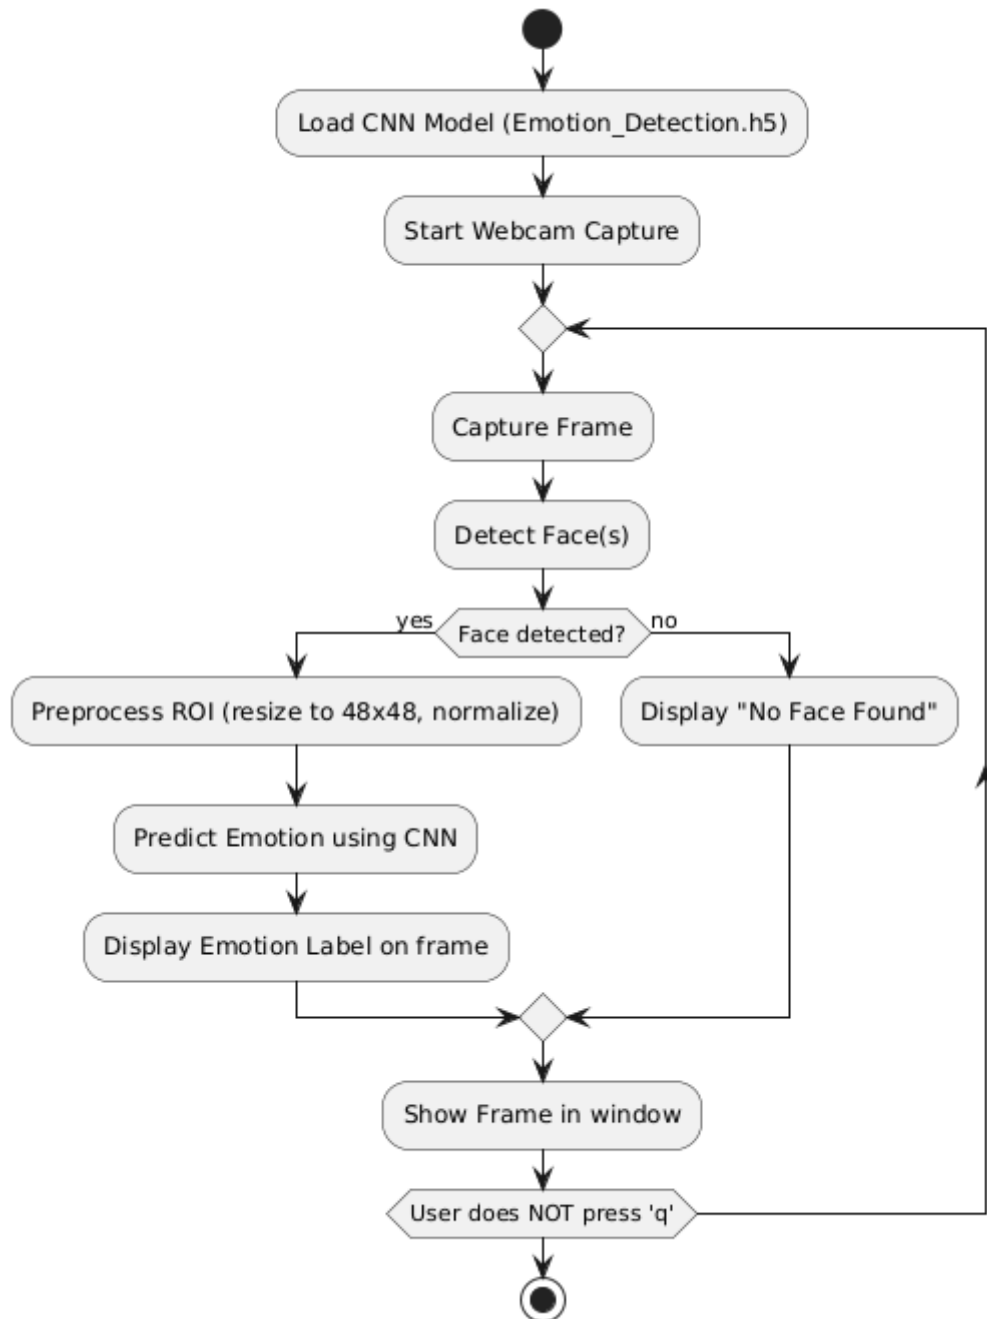 Load CNN Model (Emotion_Detection.h5)
Start Webcam Capture
Capture Frame
Detect Face(s)
yes
Face detected?
no
Preprocess ROI (resize to 48x48, normalize)
Display "No Face Found"
Predict Emotion using CNN
Display Emotion Label on frame
Show Frame in window
User does NOT press 'q'